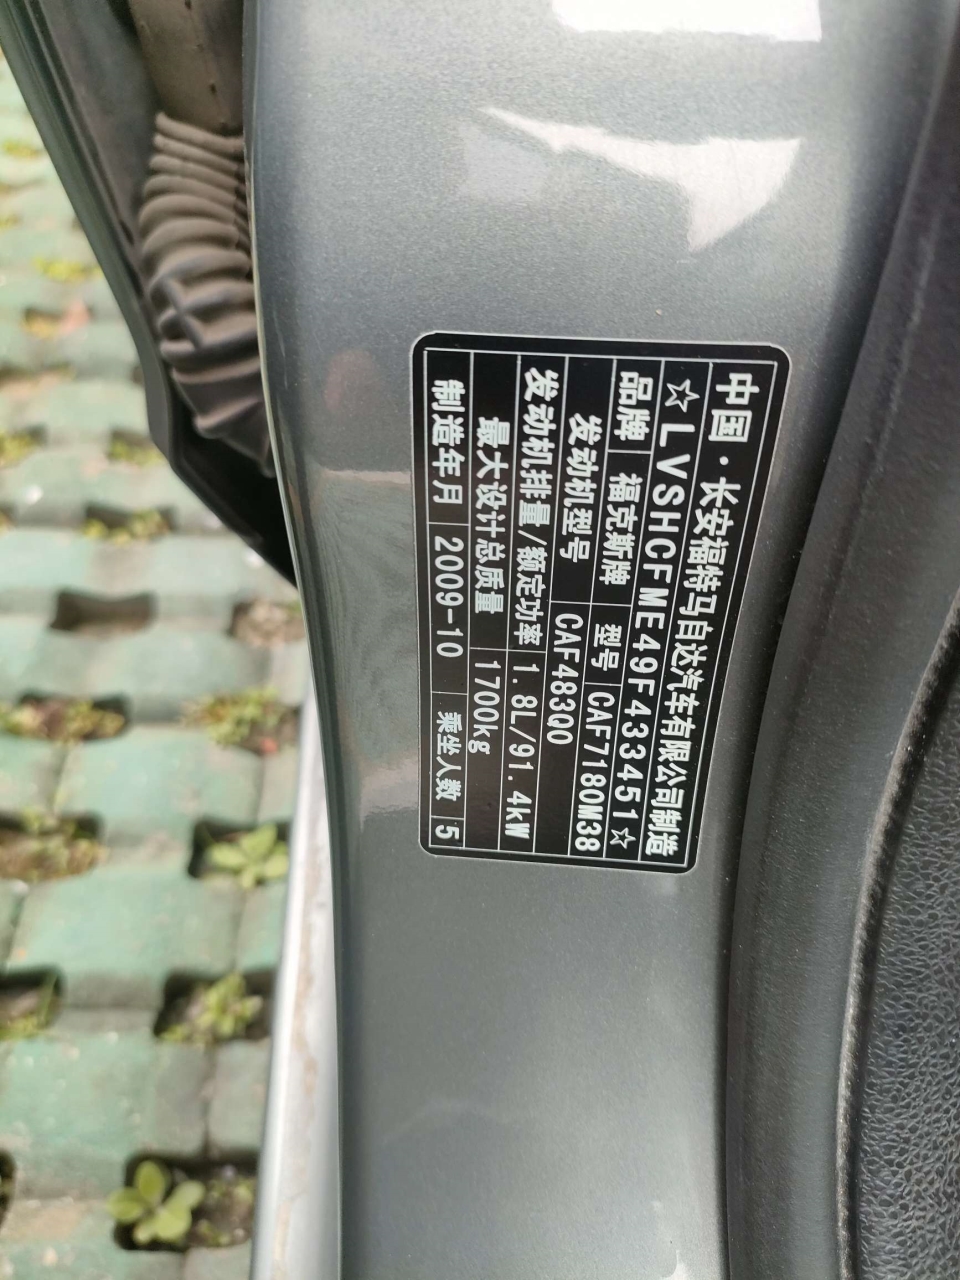 中国·长安福特马自达汽车有限公司制造
☆LVSHCFME49F433451☆
品牌 福克斯牌 型号 CAF7180M38
发动机型号 CAF483Q0
发动机排量/额定功率 1.8L/91.4kW
最大设计总质量 1700kg
制造年月 2009-10 乘坐人数 5